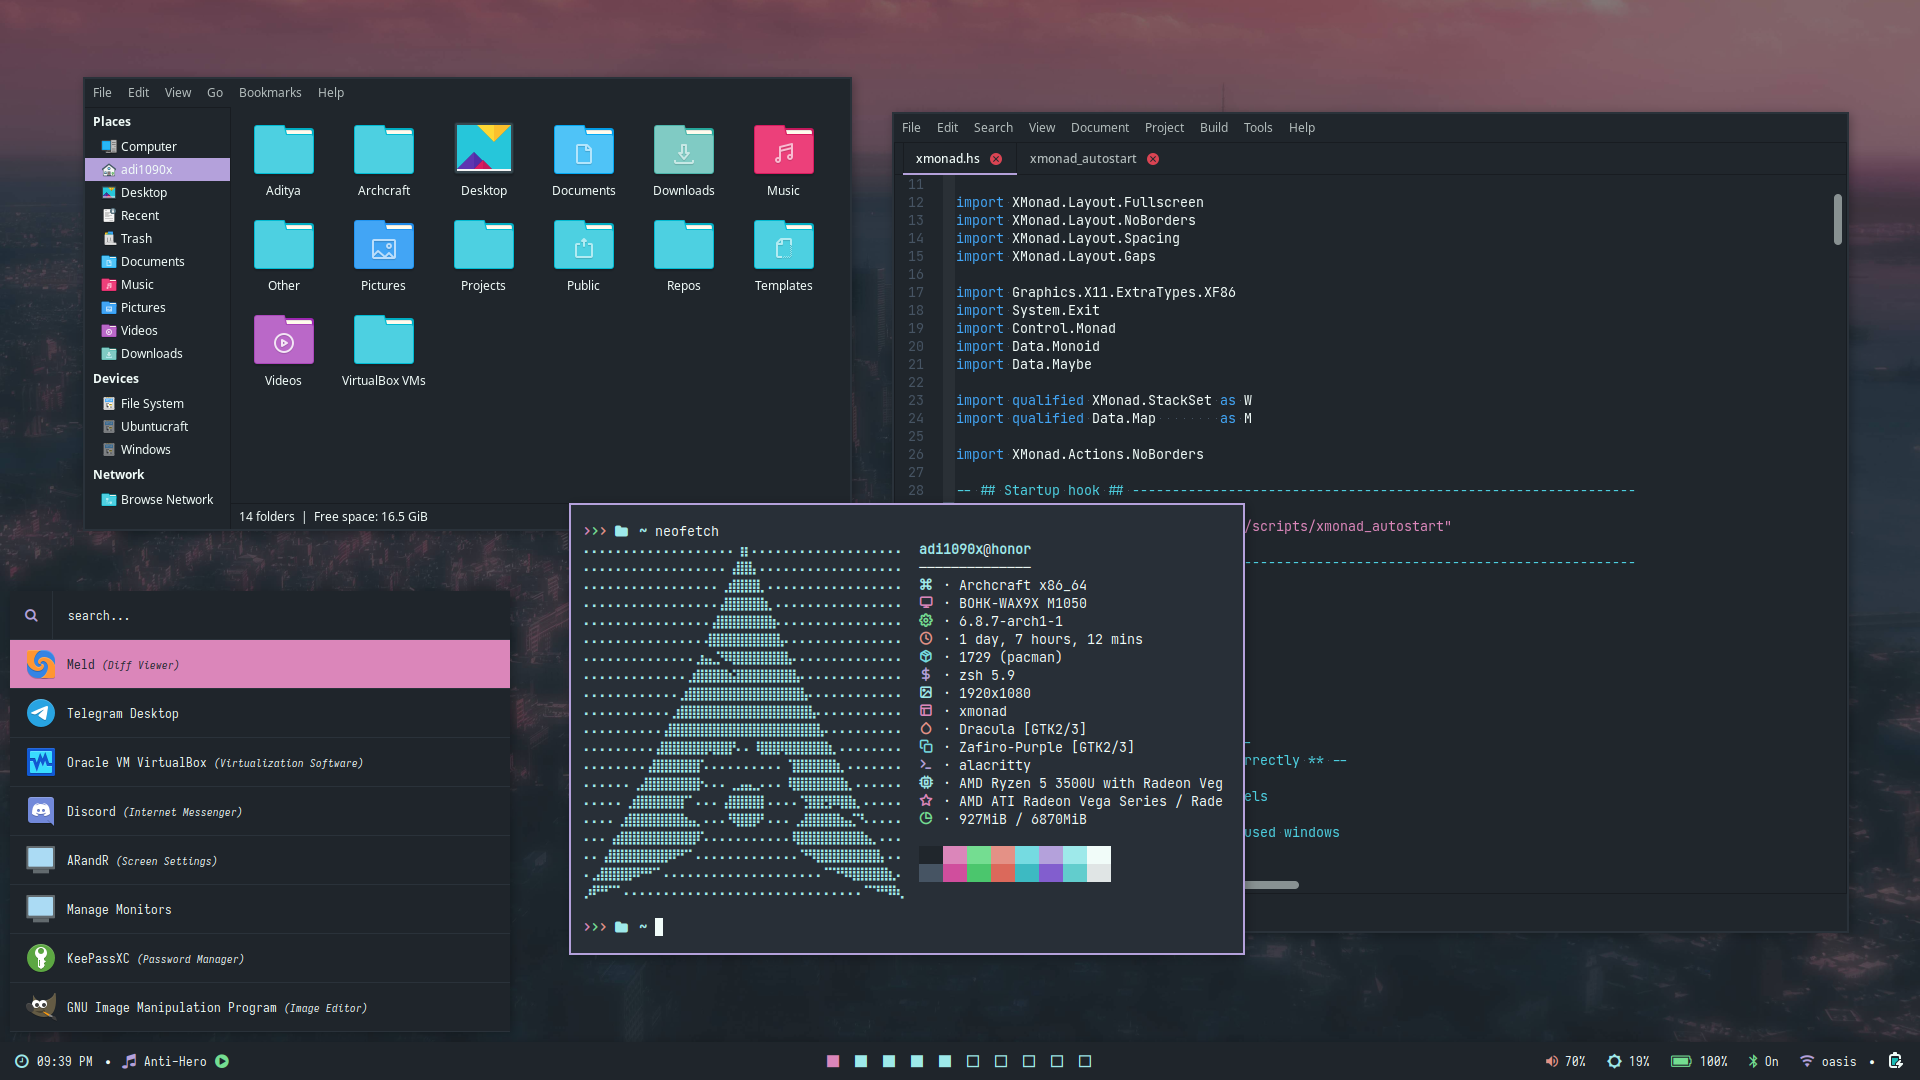 File Edit View Go Bookmarks Help
Places
Computer
adi1090x
Desktop
Recent
Trash
Documents
Music
Pictures
Videos
Downloads
Devices
File System
Ubuntucraft
Windows
Network
Browse Network
Aditya Archcraft Desktop Documents Downloads Music
Other Pictures Projects Public Repos Templates
Videos VirtualBox VMs
14 folders | Free space: 16.5 GiB
File Edit Search View Document Project Build Tools Help
xmonad.hs xmonad_autostart
11
12 import XMonad.Layout.Fullscreen
13 import XMonad.Layout.NoBorders
14 import XMonad.Layout.Spacing
15 import XMonad.Layout.Gaps
16
17 import Graphics.X11.ExtraTypes.XF86
18 import System.Exit
19 import Control.Monad
20 import Data.Monoid
21 import Data.Maybe
22
23 import qualified XMonad.StackSet as W
24 import qualified Data.Map as M
25
26 import XMonad.Actions.NoBorders
27
28 -- ## Startup hook ## ---------------------------------------------------------------
/scripts/xmonad_autostart"
rrectly ** --
els
used windows
>>> ~ neofetch
adi1090x@honor
· Archcraft x86_64
· BOHK-WAX9X M1050
· 6.8.7-arch1-1
· 1 day, 7 hours, 12 mins
· 1729 (pacman)
· zsh 5.9
· 1920x1080
· xmonad
· Dracula [GTK2/3]
· Zafiro-Purple [GTK2/3]
· alacritty
· AMD Ryzen 5 3500U with Radeon Veg
· AMD ATI Radeon Vega Series / Rade
· 927MiB / 6870MiB
>>> ~
search...
Meld (Diff Viewer)
Telegram Desktop
Oracle VM VirtualBox (Virtualization Software)
Discord (Internet Messenger)
ARandR (Screen Settings)
Manage Monitors
KeePassXC (Password Manager)
GNU Image Manipulation Program (Image Editor)
09:39 PM • Anti-Hero
70% 19% 100% On oasis •